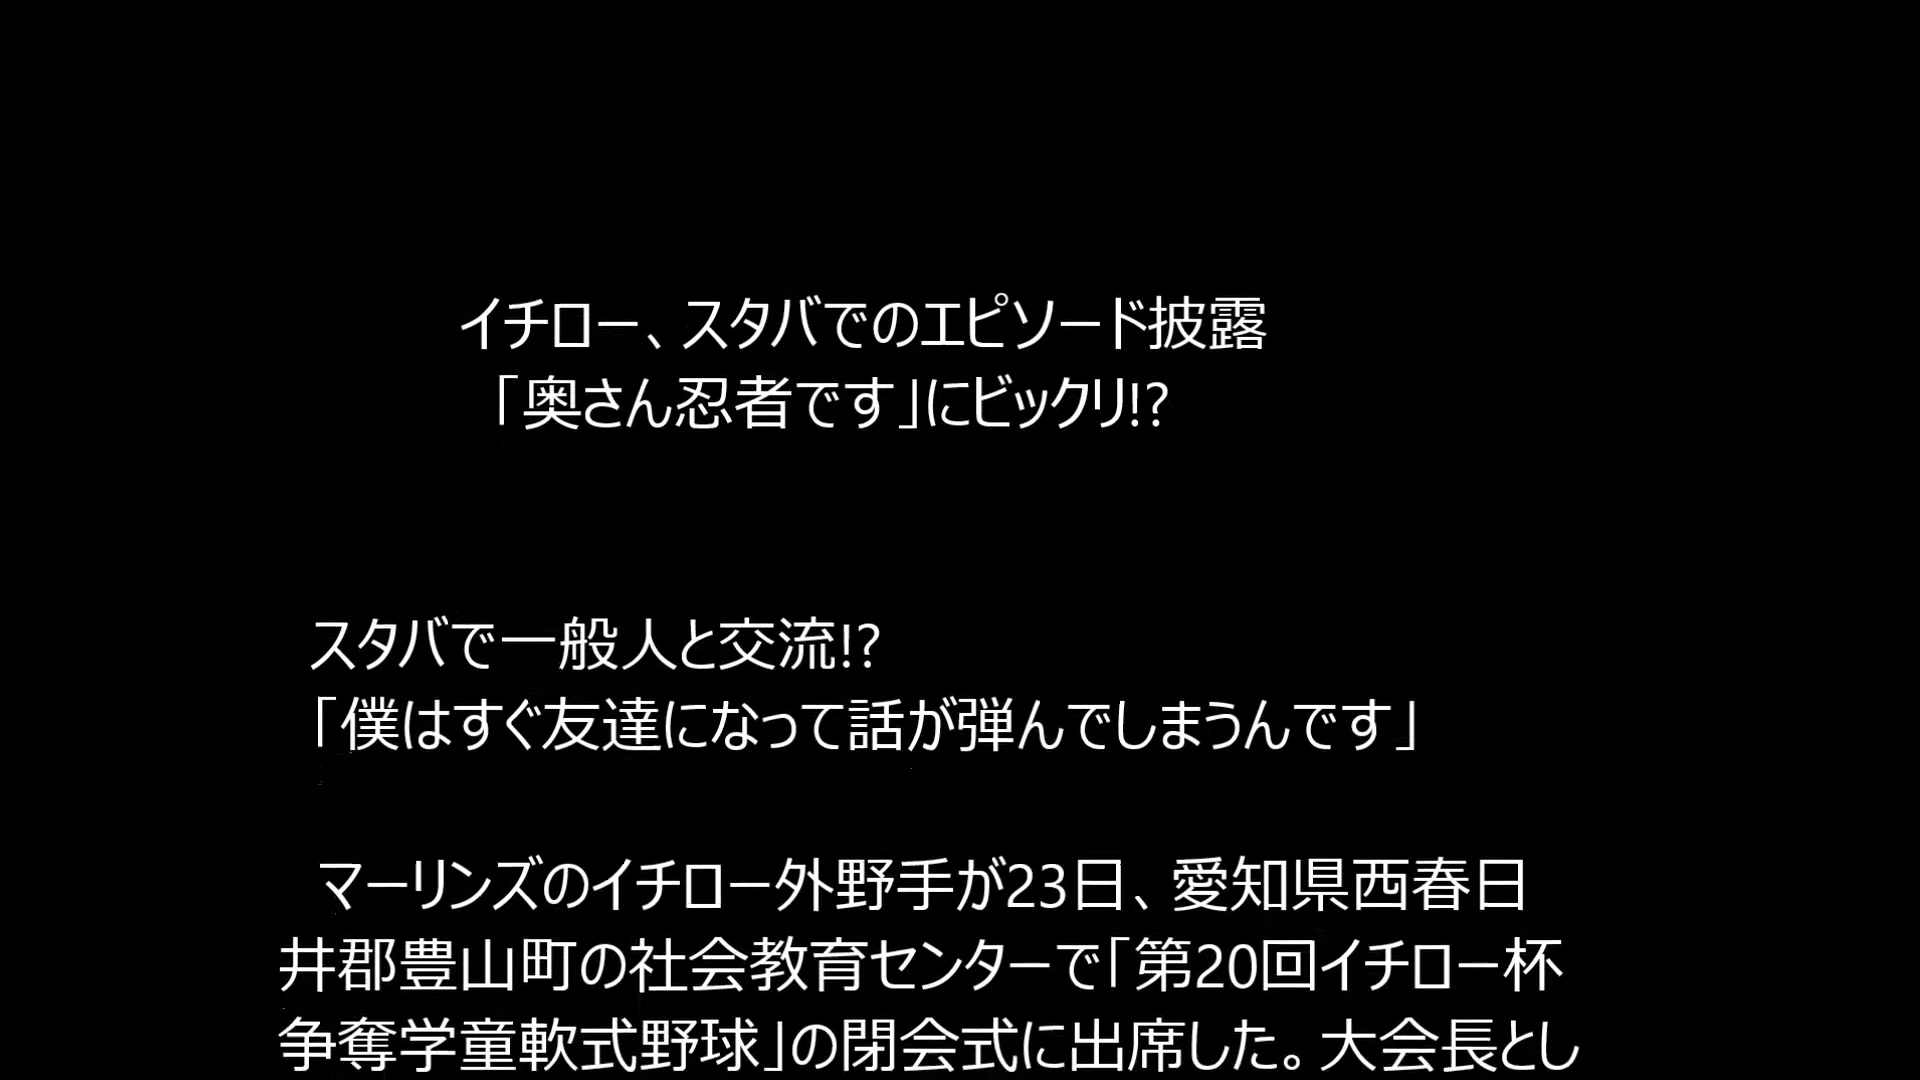 イチロー、スタバでのエピソード披露
「奥さん忍者です」にビックリ!?
スタバで一般人と交流!?
「僕はすぐ友達になって話が弾んでしまうんです」
マーリンズのイチロー外野手が23日、愛知県西春日
井郡豊山町の社会教育センターで「第20回イチロー杯
争奪学童軟式野球」の閉会式に出席した。大会長とし